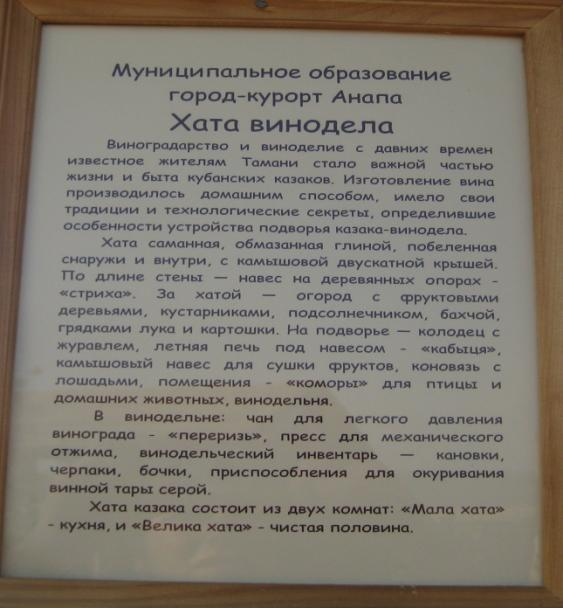 Муниципальное образование
город-курорт Анапа
Хата винодела
Виноградарство и виноделие с давних времен
известное жителям Тамани стало важной частью
жизни и быта кубанских казаков. Изготовление вина
производилось домашним способом, имело свои
традиции и технологические секреты, определившие
особенности устройства подворья казака-винодела.
Хата саманная, обмазанная глиной, побеленная
снаружи и внутри, с камышовой двускатной крышей.
По длине стены — навес на деревянных опорах -
«стриха». За хатой — огород с фруктовыми
деревьями, кустарниками, подсолнечником, бахчой,
грядками лука и картошки. На подворье — колодец с
журавлем, летняя печь под навесом - «кабыця»,
камышовый навес для сушки фруктов, коновязь с
лошадьми, помещения - «коморы» для птицы и
домашних животных, винодельня.
В винодельне: чан для легкого давления
винограда - «переризь», пресс для механического
отжима, винодельческий инвентарь — кановки,
черпаки, бочки, приспособления для окуривания
винной тары серой.
Хата казака состоит из двух комнат: «Мала хата»
- кухня, и «Велика хата» - чистая половина.